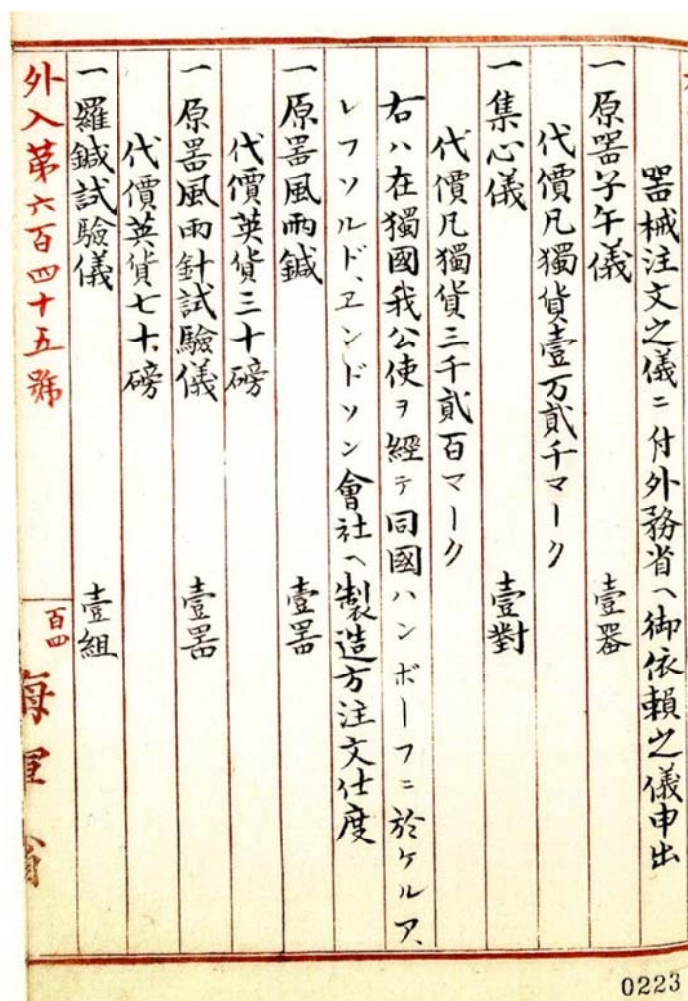 器械注文之儀ニ付外務省ヘ御依頼之儀申出
一原器子午儀　壹器
代價凡獨貨壹万貳千マーク
一集心儀　壹對
代價凡獨貨三千貳百マーク
右ハ在獨國我公使ヲ經テ同國ハンボーフニ於ケルア、
レフソルド、エンドソン會社ヘ製造方注文仕度
一原器風雨鍼　壹器
代價英貨三十磅
一原器風雨針試驗儀　壹器
代價英貨七十磅
一羅鍼試驗儀　壹組
外入第六百四十五號
百四
海軍省
0223